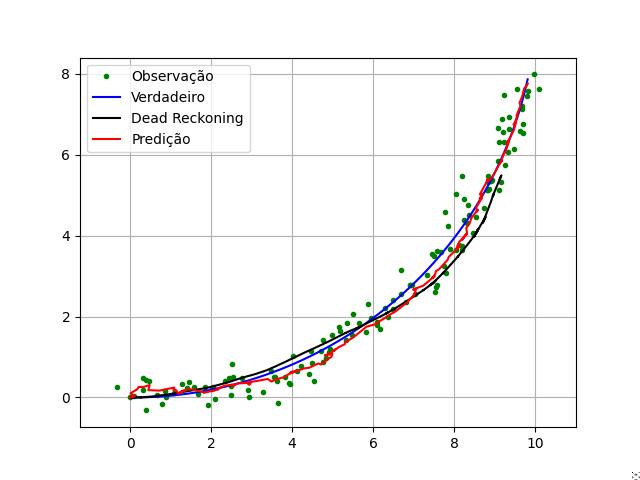 8
6
4
2
0
0 2 4 6 8 10
Observação
Verdadeiro
Dead Reckoning
Predição